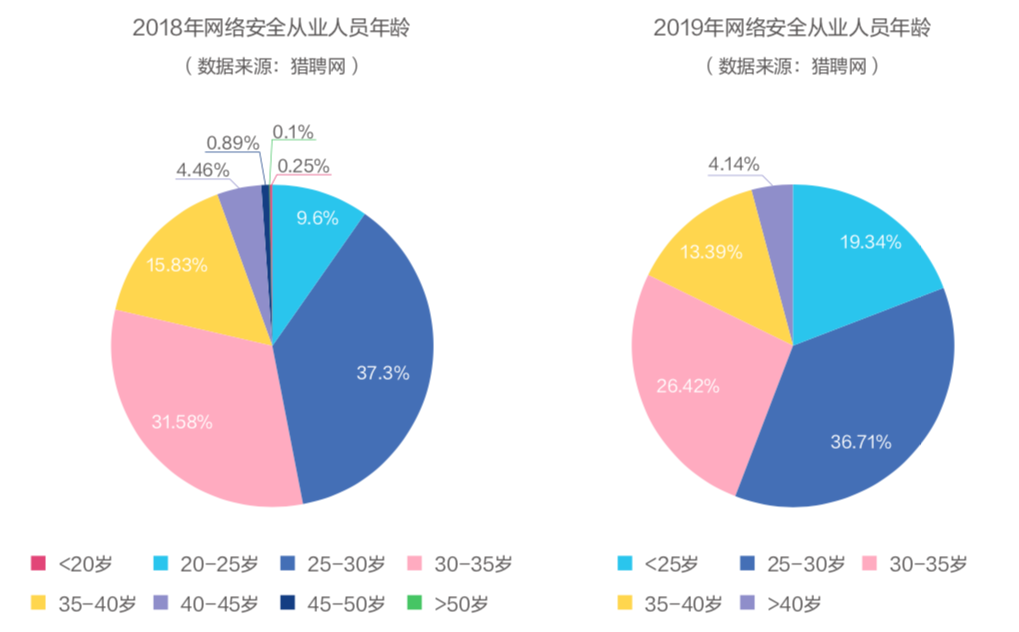 2018年网络安全从业人员年龄
（数据来源：猎聘网）
0.1%
0.89%
0.25%
4.46%
9.6%
15.83%
37.3%
31.58%
<20岁
20-25岁
25-30岁
30-35岁
35-40岁
40-45岁
45-50岁
>50岁
2019年网络安全从业人员年龄
（数据来源：猎聘网）
4.14%
19.34%
13.39%
26.42%
36.71%
<25岁
25-30岁
30-35岁
35-40岁
>40岁